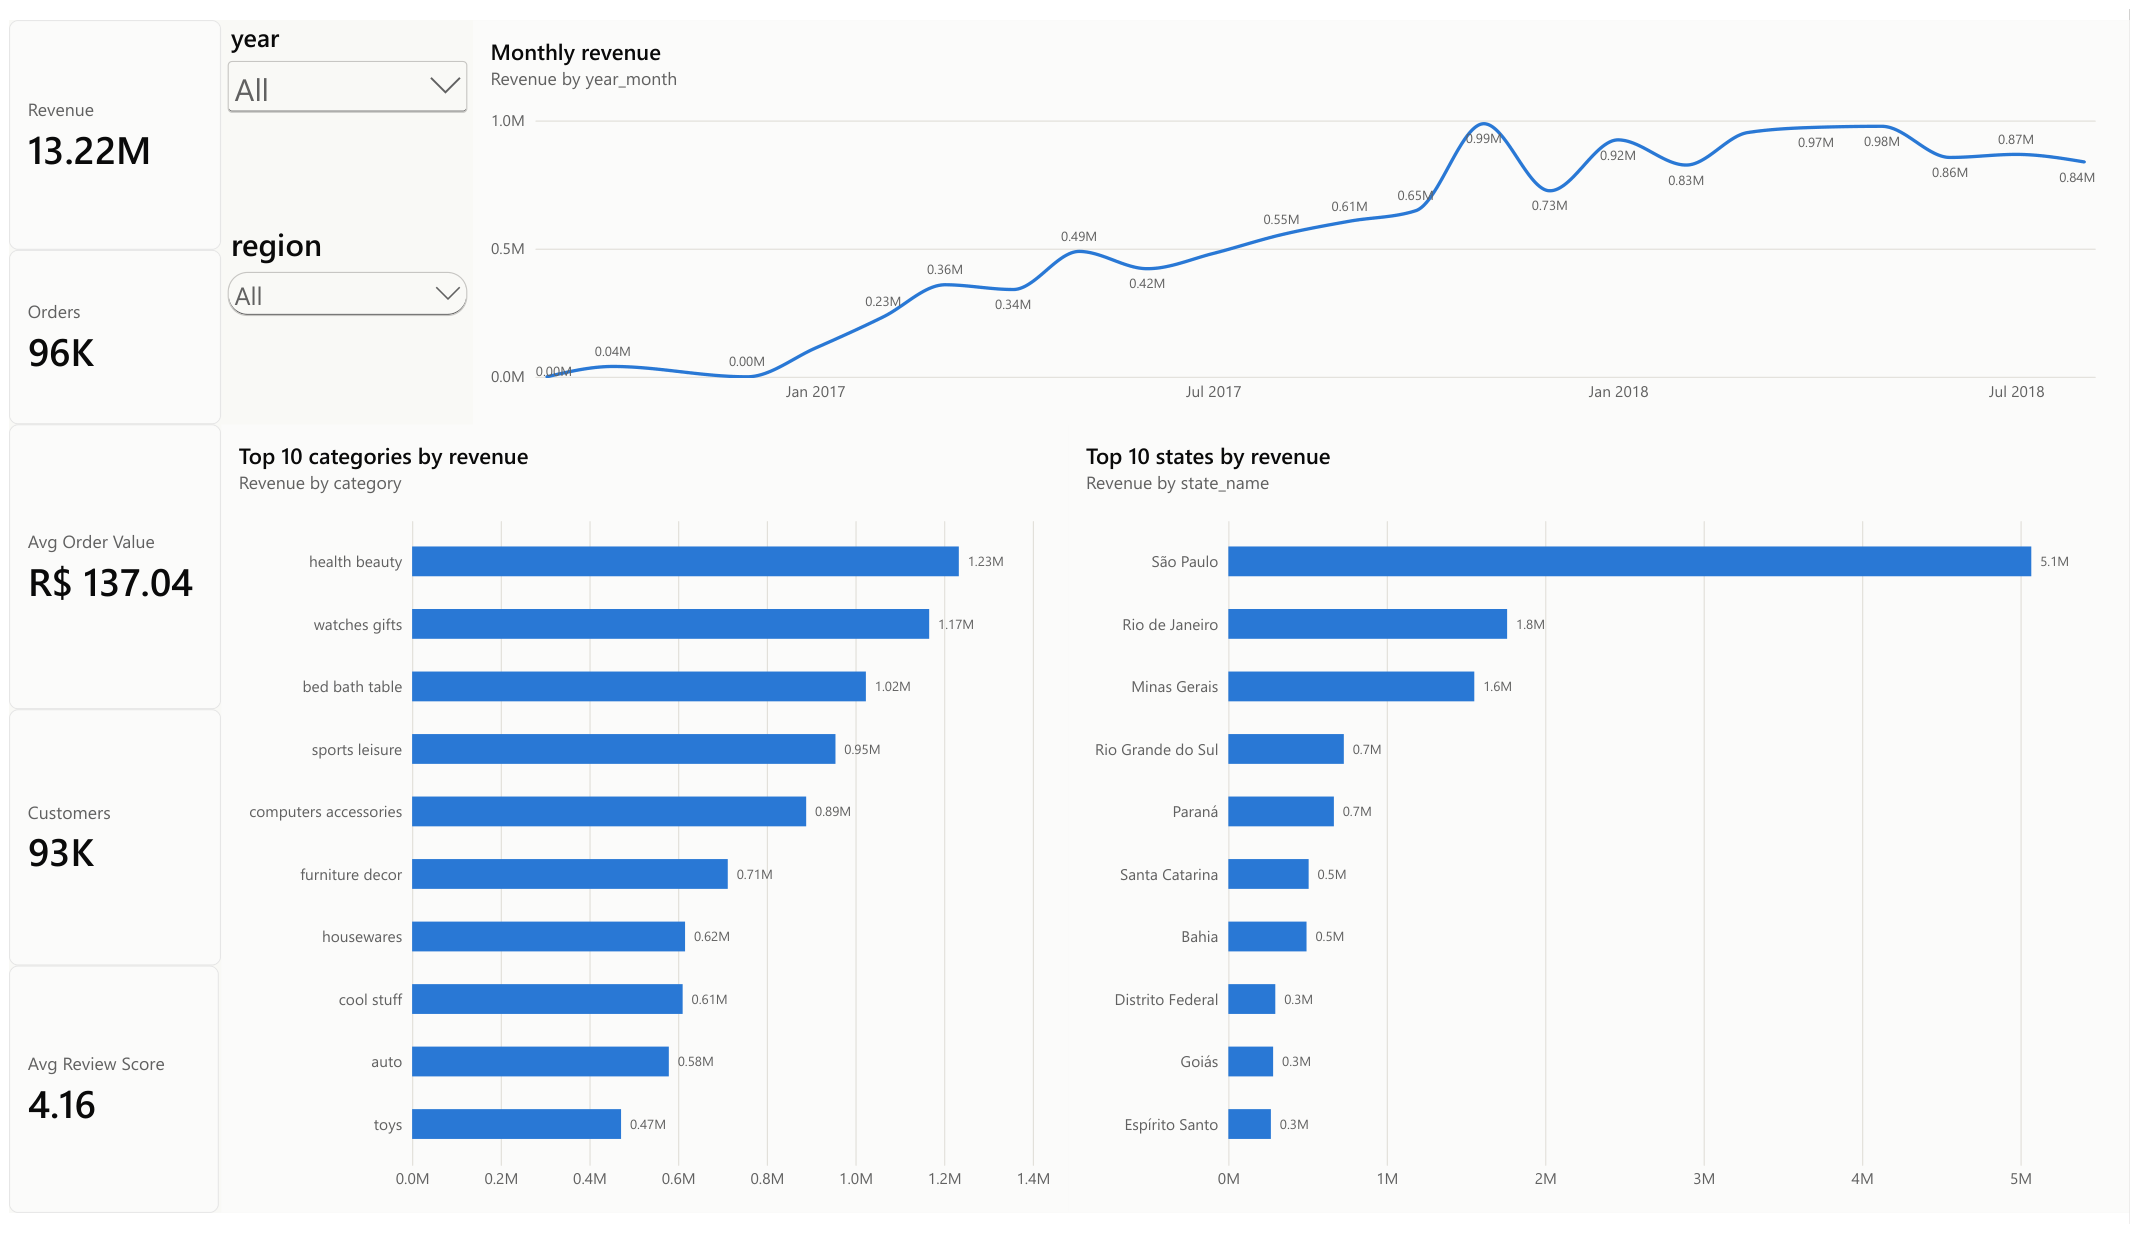 Revenue
13.22M
Orders
96K
Avg Order Value
R$ 137.04
Customers
93K
Avg Review Score
4.16
year
All
region
All
Monthly revenue
Revenue by year_month
1.0M
0.5M
0.0M
0.00M
0.04M
0.00M
0.23M
0.36M
0.34M
0.49M
0.42M
0.55M
0.61M
0.65M
0.99M
0.73M
0.92M
0.83M
0.97M
0.98M
0.86M
0.87M
0.84M
Jan 2017
Jul 2017
Jan 2018
Jul 2018
Top 10 categories by revenue
Revenue by category
health beauty 1.23M
watches gifts 1.17M
bed bath table 1.02M
sports leisure 0.95M
computers accessories 0.89M
furniture decor 0.71M
housewares 0.62M
cool stuff 0.61M
auto 0.58M
toys 0.47M
0.0M 0.2M 0.4M 0.6M 0.8M 1.0M 1.2M 1.4M
Top 10 states by revenue
Revenue by state_name
São Paulo 5.1M
Rio de Janeiro 1.8M
Minas Gerais 1.6M
Rio Grande do Sul 0.7M
Paraná 0.7M
Santa Catarina 0.5M
Bahia 0.5M
Distrito Federal 0.3M
Goiás 0.3M
Espírito Santo 0.3M
0M 1M 2M 3M 4M 5M